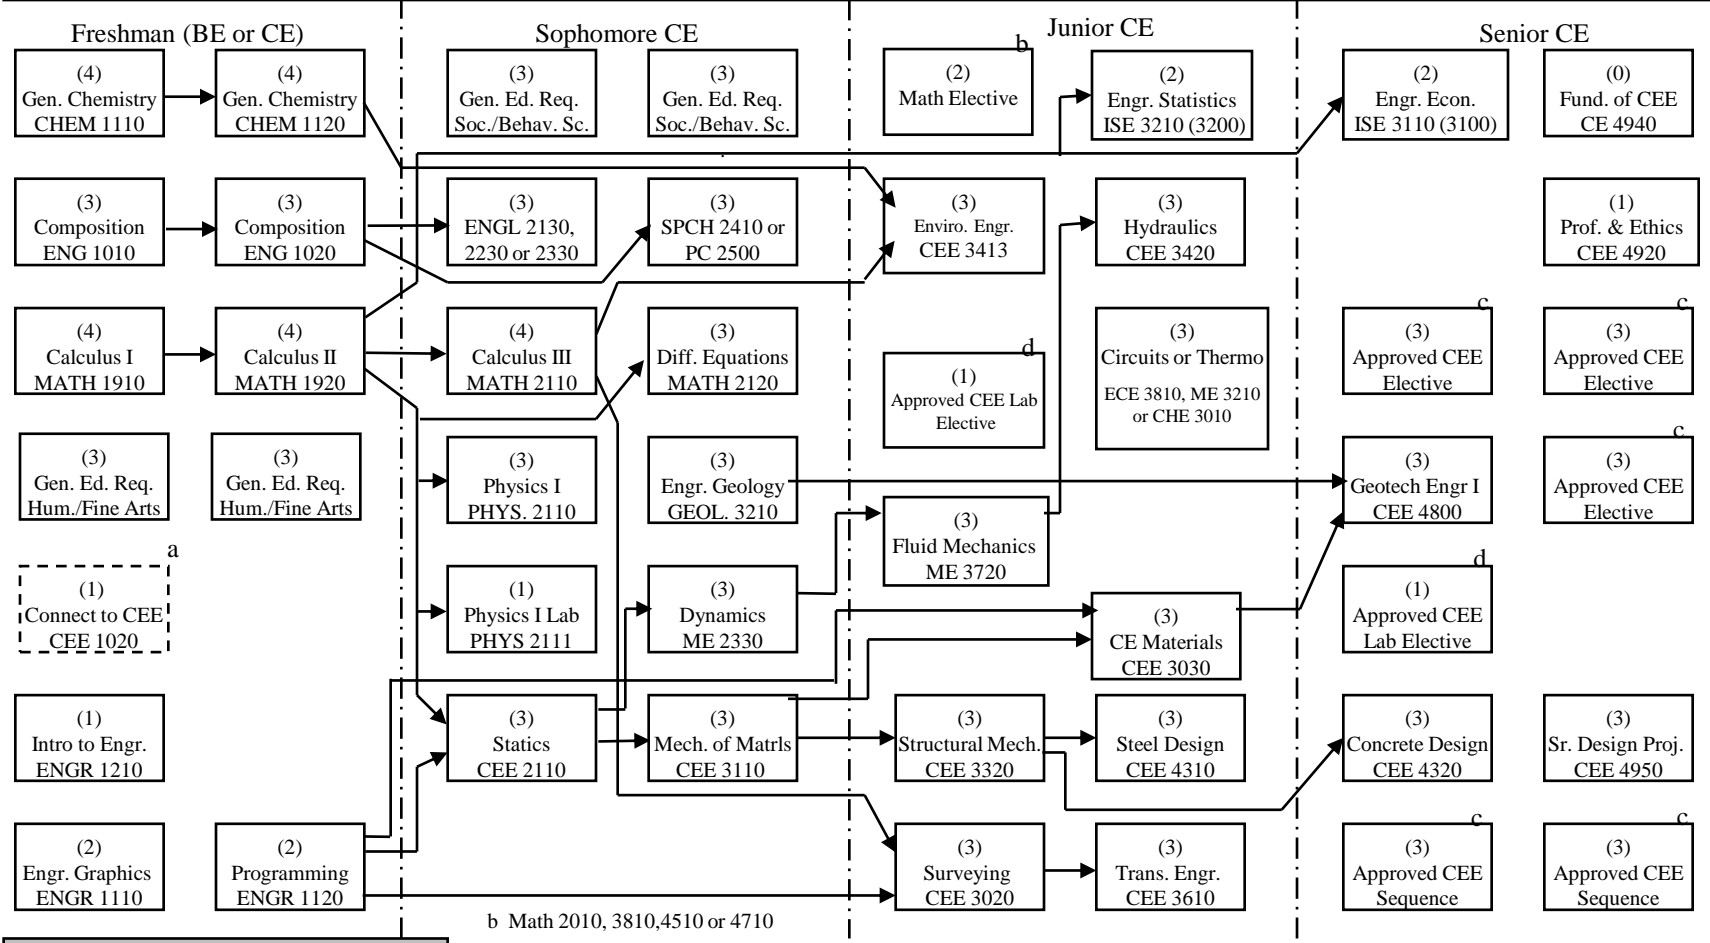 Freshman (BE or CE)
Sophomore CE
Junior CE
Senior CE
(4)
Gen. Chemistry
CHEM 1110
(4)
Gen. Chemistry
CHEM 1120
(3)
Gen. Ed. Req.
Soc./Behav. Sc.
(3)
Gen. Ed. Req.
Soc./Behav. Sc.
b
(2)
Math Elective
(2)
Engr. Statistics
ISE 3210 (3200)
(2)
Engr. Econ.
ISE 3110 (3100)
(0)
Fund. of CEE
CE 4940
(3)
Composition
ENG 1010
(3)
Composition
ENG 1020
(3)
ENGL 2130,
2230 or 2330
(3)
SPCH 2410 or
PC 2500
(3)
Enviro. Engr.
CEE 3413
(3)
Hydraulics
CEE 3420
(1)
Prof. & Ethics
CEE 4920
(4)
Calculus I
MATH 1910
(4)
Calculus II
MATH 1920
(4)
Calculus III
MATH 2110
(3)
Diff. Equations
MATH 2120
d
(1)
Approved CEE Lab
Elective
(3)
Circuits or Thermo
ECE 3810, ME 3210
or CHE 3010
c
(3)
Approved CEE
Elective
c
(3)
Approved CEE
Elective
(3)
Gen. Ed. Req.
Hum./Fine Arts
(3)
Gen. Ed. Req.
Hum./Fine Arts
(3)
Physics I
PHYS. 2110
(3)
Engr. Geology
GEOL. 3210
(3)
Fluid Mechanics
ME 3720
(3)
Geotech Engr I
CEE 4800
c
(3)
Approved CEE
Elective
a
(1)
Connect to CEE
CEE 1020
(1)
Physics I Lab
PHYS 2111
(3)
Dynamics
ME 2330
(3)
CE Materials
CEE 3030
d
(1)
Approved CEE
Lab Elective
(1)
Intro to Engr.
ENGR 1210
(3)
Statics
CEE 2110
(3)
Mech. of Matrls
CEE 3110
(3)
Structural Mech.
CEE 3320
(3)
Steel Design
CEE 4310
(3)
Concrete Design
CEE 4320
(3)
Sr. Design Proj.
CEE 4950
(2)
Engr. Graphics
ENGR 1110
(2)
Programming
ENGR 1120
(3)
Surveying
CEE 3020
(3)
Trans. Engr.
CEE 3610
c
(3)
Approved CEE
Sequence
c
(3)
Approved CEE
Sequence
b Math 2010, 3810,4510 or 4710